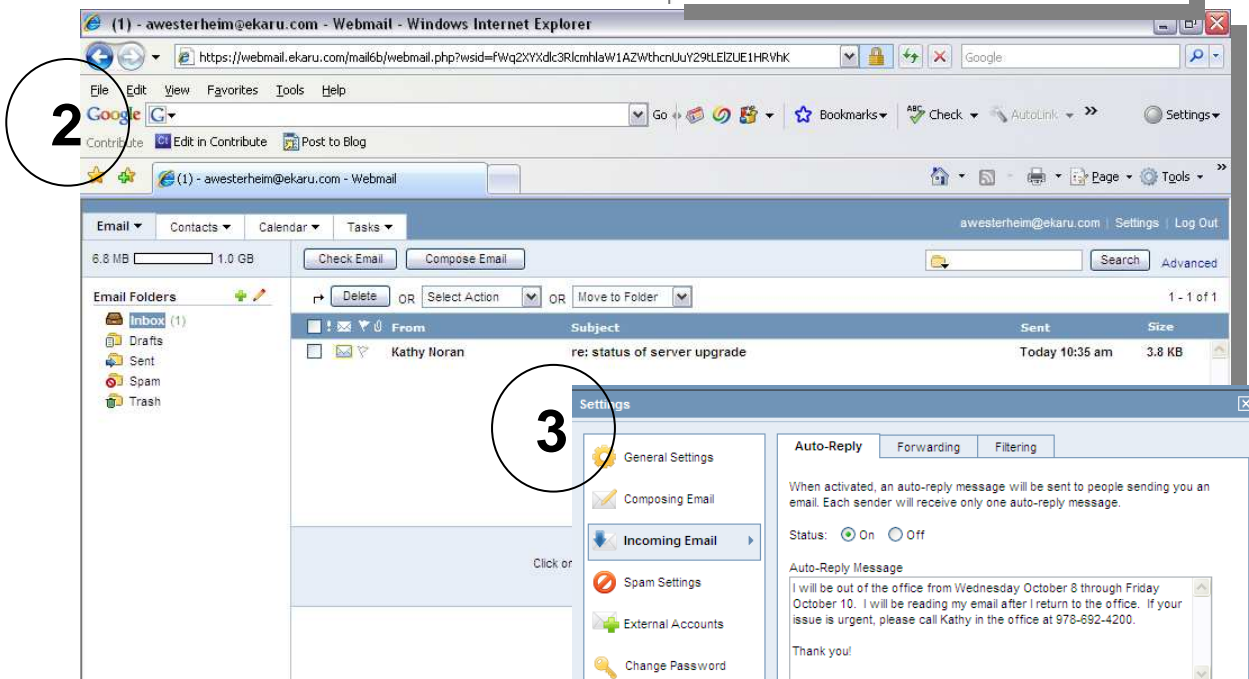 (1) - awesterheim@ekaru.com - Webmail - Windows Internet Explorer
https://webmail.ekaru.com/mail6b/webmail.php?wsid=
Google
File Edit View Favorites Tools Help
2
Google G Go Bookmarks ABC Check AutoLink >> Settings
Contribute Ct Edit in Contribute Post to Blog
(1) - awesterheim@ekaru.com - Webmail
Page Tools >>
Email Contacts Calendar Tasks
awesterheim@ekaru.com | Settings | Log Out
6.8 MB 1.0 GB
Check Email Compose Email
Search Advanced
Email Folders
Delete OR Select Action OR Move to Folder
1 - 1 of 1
Inbox (1)
Drafts
Sent
Spam
Trash
! From Subject Sent Size
Kathy Noran re: status of server upgrade Today 10:35 am 3.8 KB
Click or
3
Settings
General Settings
Composing Email
Incoming Email
Spam Settings
External Accounts
Change Password
Auto-Reply Forwarding Filtering
When activated, an auto-reply message will be sent to people sending you an
email. Each sender will receive only one auto-reply message.
Status: On Off
Auto-Reply Message
I will be out of the office from Wednesday October 8 through Friday
October 10. I will be reading my email after I return to the office. If your
issue is urgent, please call Kathy in the office at 978-692-4200.
Thank you!